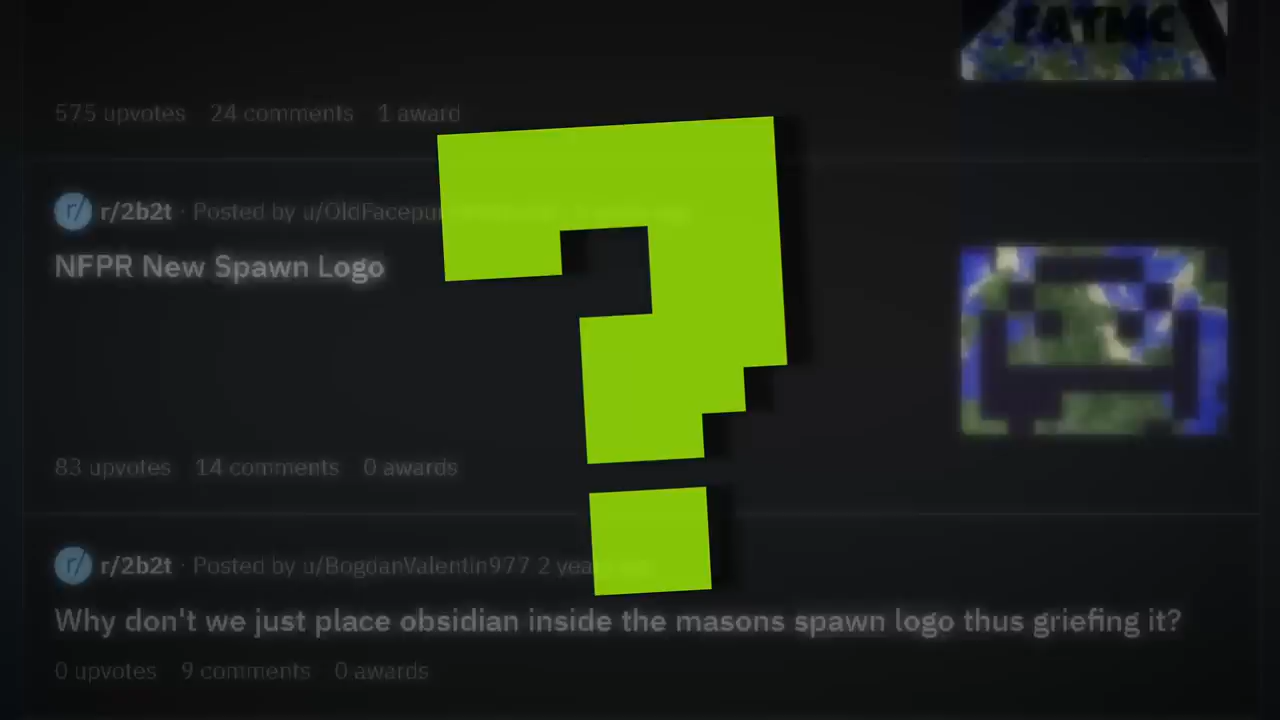 FATMC
575 upvotes 24 comments 1 award
r/ r/2b2t · Posted by u/OldFacepu
NFPR New Spawn Logo
?
83 upvotes 14 comments 0 awards
r/ r/2b2t · Posted by u/BogdanValentin977 2
Why don't we just place obsidian inside the masons spawn logo thus griefing it?
0 upvotes 9 comments 0 awards